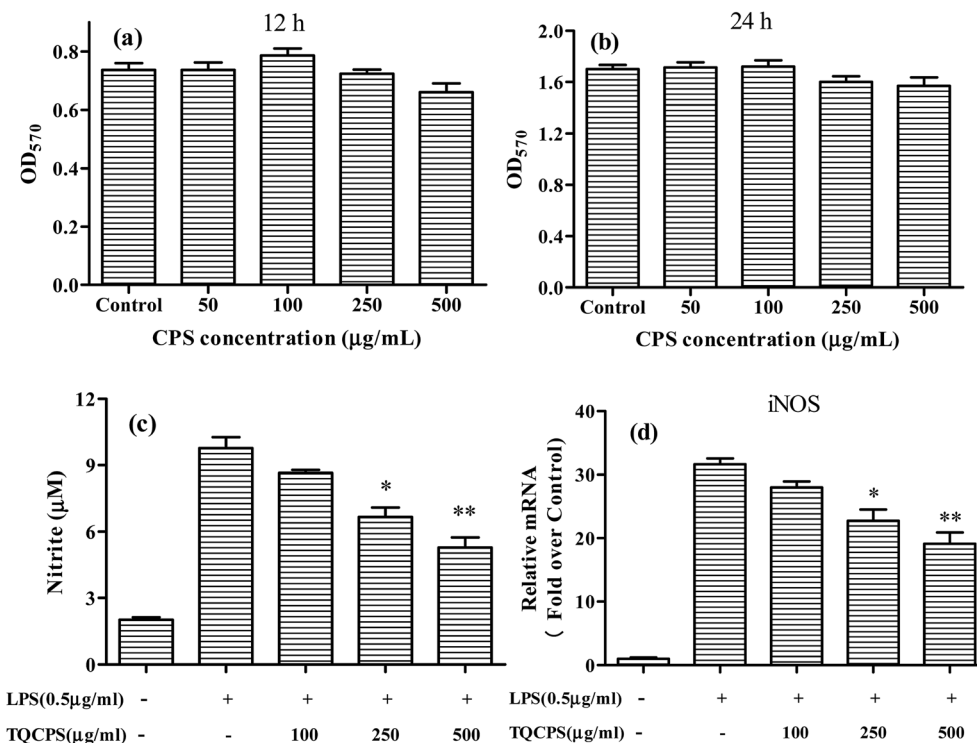 (a) 12 h
OD570
0.8
0.6
0.4
0.2
0.0
Control 50 100 250 500
CPS concentration (μg/mL)
(b) 24 h
OD570
2.0
1.6
1.2
0.8
0.4
0.0
Control 50 100 250 500
CPS concentration (μg/mL)
(c)
Nitrite (μM)
12
9
6
3
0
*
**
LPS(0.5μg/ml) - + + + +
TQCPS(μg/ml) - - 100 250 500
(d) iNOS
Relative mRNA
( Fold over Control)
40
30
20
10
0
*
**
LPS(0.5μg/ml) - + + + +
TQCPS(μg/ml) - - 100 250 500